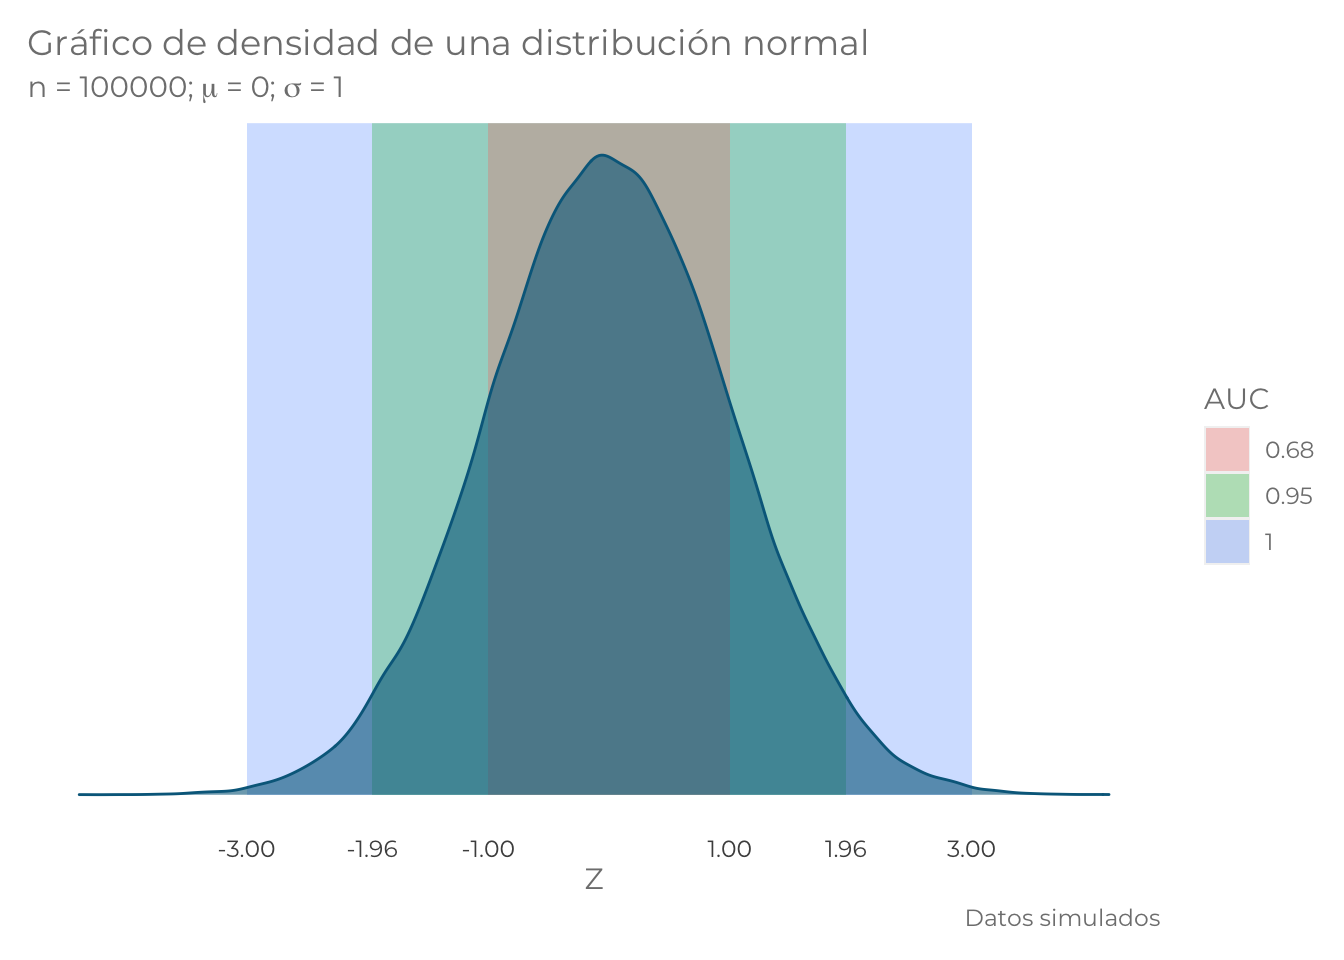 Gráfico de densidad de una distribución normal
n = 100000; μ = 0; σ = 1
AUC
0.68
0.95
1
-3.00 -1.96 -1.00 1.00 1.96 3.00
Z
Datos simulados